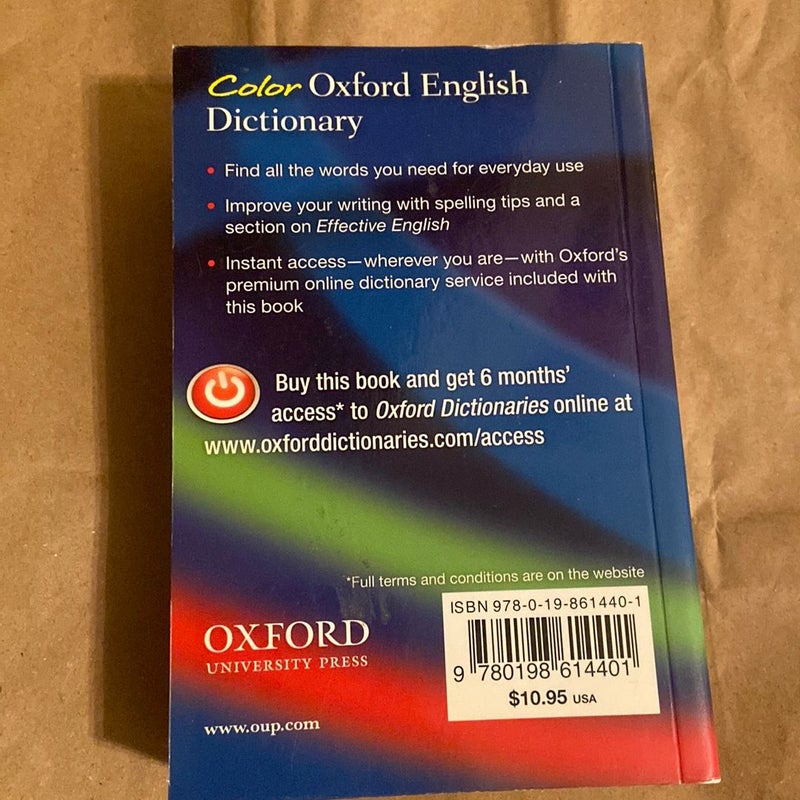 Color Oxford English
Dictionary
• Find all the words you need for everyday use
• Improve your writing with spelling tips and a
section on Effective English
• Instant access—wherever you are—with Oxford's
premium online dictionary service included with
this book
Buy this book and get 6 months'
access* to Oxford Dictionaries online at
www.oxforddictionaries.com/access
*Full terms and conditions are on the website
ISBN 978-0-19-861440-1
9 780198 614401
$10.95 USA
OXFORD
UNIVERSITY PRESS
www.oup.com